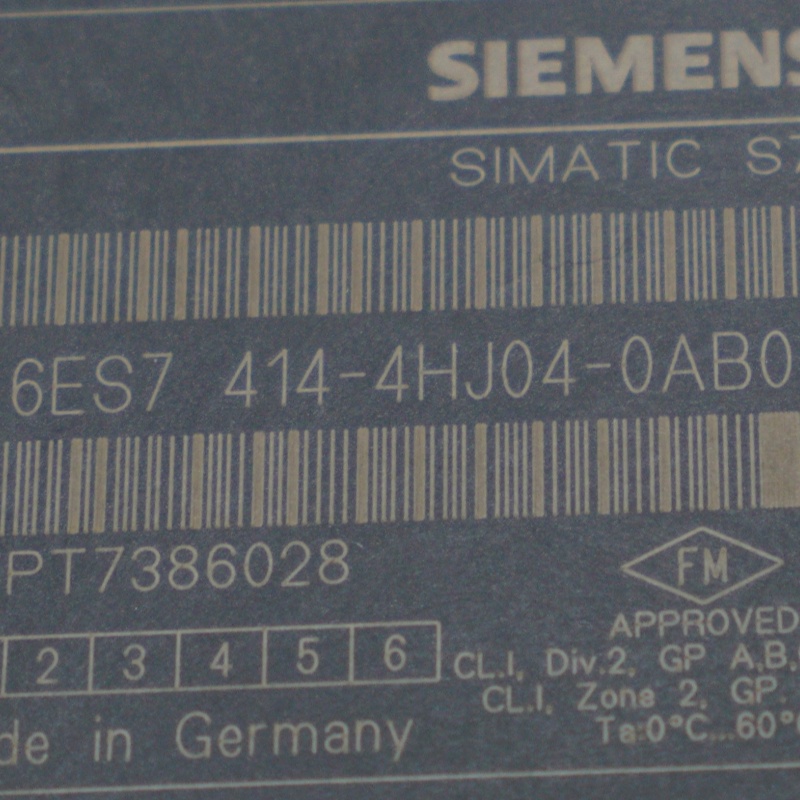 SIEMENS
SIMATIC S7
6ES7 414-4HJ04-0AB0
PT7386028
FM
APPROVED
2 3 4 5 6
CL.I, Div.2, GP A,B,
CL.I, Zone 2, GP.
de in Germany
Ta:0°C...60°